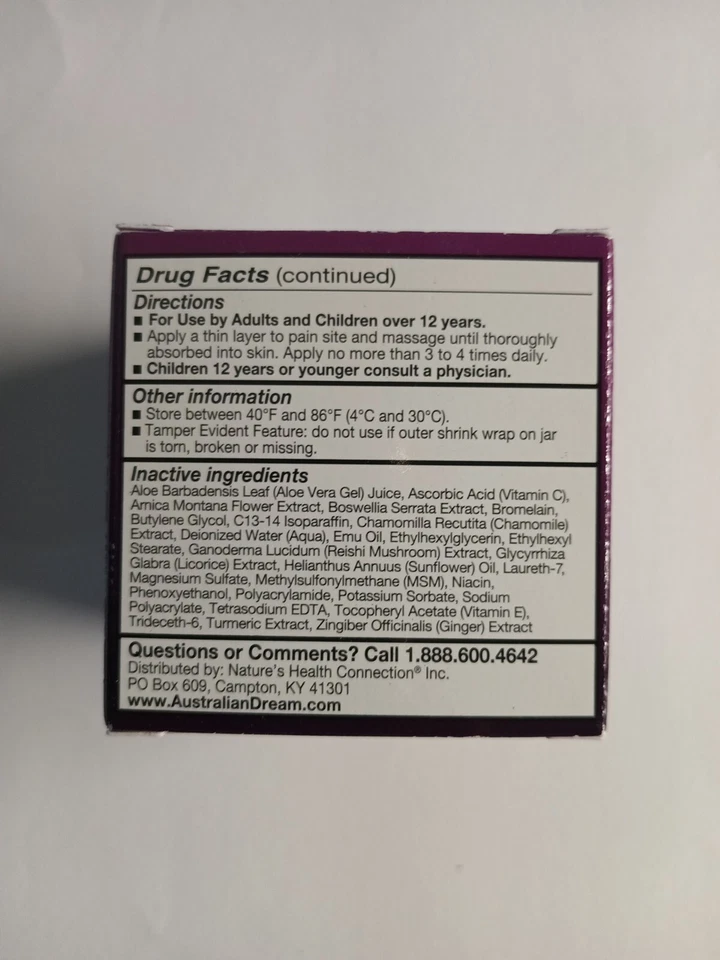 Drug Facts (continued)
Directions
■ For Use by Adults and Children over 12 years.
■ Apply a thin layer to pain site and massage until thoroughly
absorbed into skin. Apply no more than 3 to 4 times daily.
■ Children 12 years or younger consult a physician.
Other information
■ Store between 40°F and 86°F (4°C and 30°C).
■ Tamper Evident Feature: do not use if outer shrink wrap on jar
is torn, broken or missing.
Inactive ingredients
Aloe Barbadensis Leaf (Aloe Vera Gel) Juice, Ascorbic Acid (Vitamin C),
Arnica Montana Flower Extract, Boswellia Serrata Extract, Bromelain,
Butylene Glycol, C13-14 Isoparaffin, Chamomilla Recutita (Chamomile)
Extract, Deionized Water (Aqua), Emu Oil, Ethylhexylglycerin, Ethylhexyl
Stearate, Ganoderma Lucidum (Reishi Mushroom) Extract, Glycyrrhiza
Glabra (Licorice) Extract, Helianthus Annuus (Sunflower) Oil, Laureth-7,
Magnesium Sulfate, Methylsulfonylmethane (MSM), Niacin,
Phenoxyethanol, Polyacrylamide, Potassium Sorbate, Sodium
Polyacrylate, Tetrasodium EDTA, Tocopheryl Acetate (Vitamin E),
Trideceth-6, Turmeric Extract, Zingiber Officinalis (Ginger) Extract
Questions or Comments? Call 1.888.600.4642
Distributed by: Nature's Health Connection® Inc.
PO Box 609, Campton, KY 41301
www.AustralianDream.com